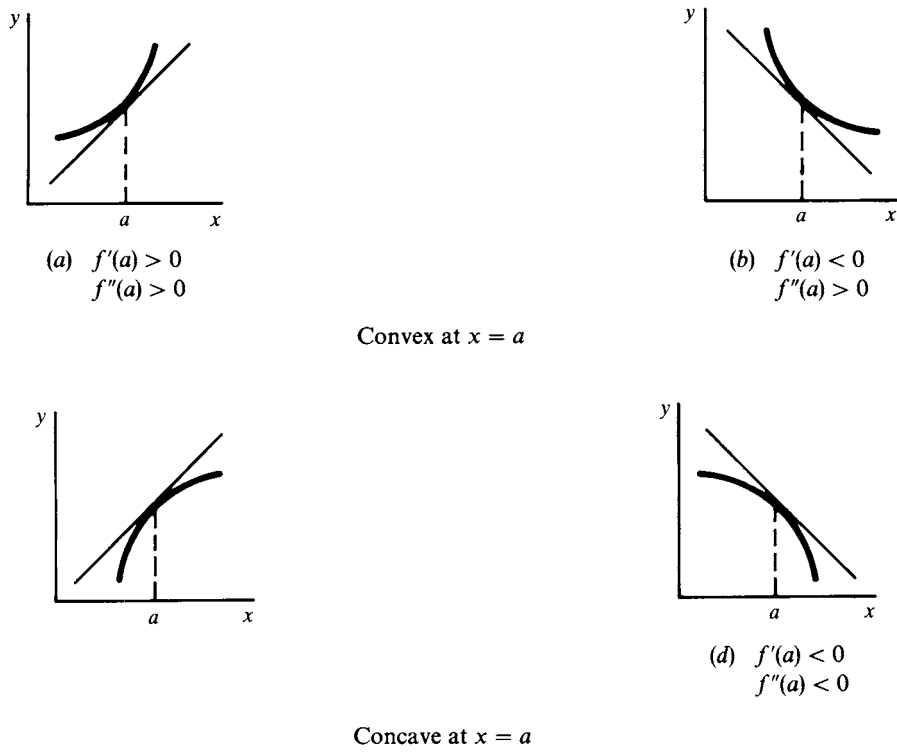 y
y
a
x
a
x
(a) f'(a) > 0
f"(a) > 0
(b) f'(a) < 0
f"(a) > 0
Convex at x = a
y
y
a
x
a
x
(d) f'(a) < 0
f"(a) < 0
Concave at x = a